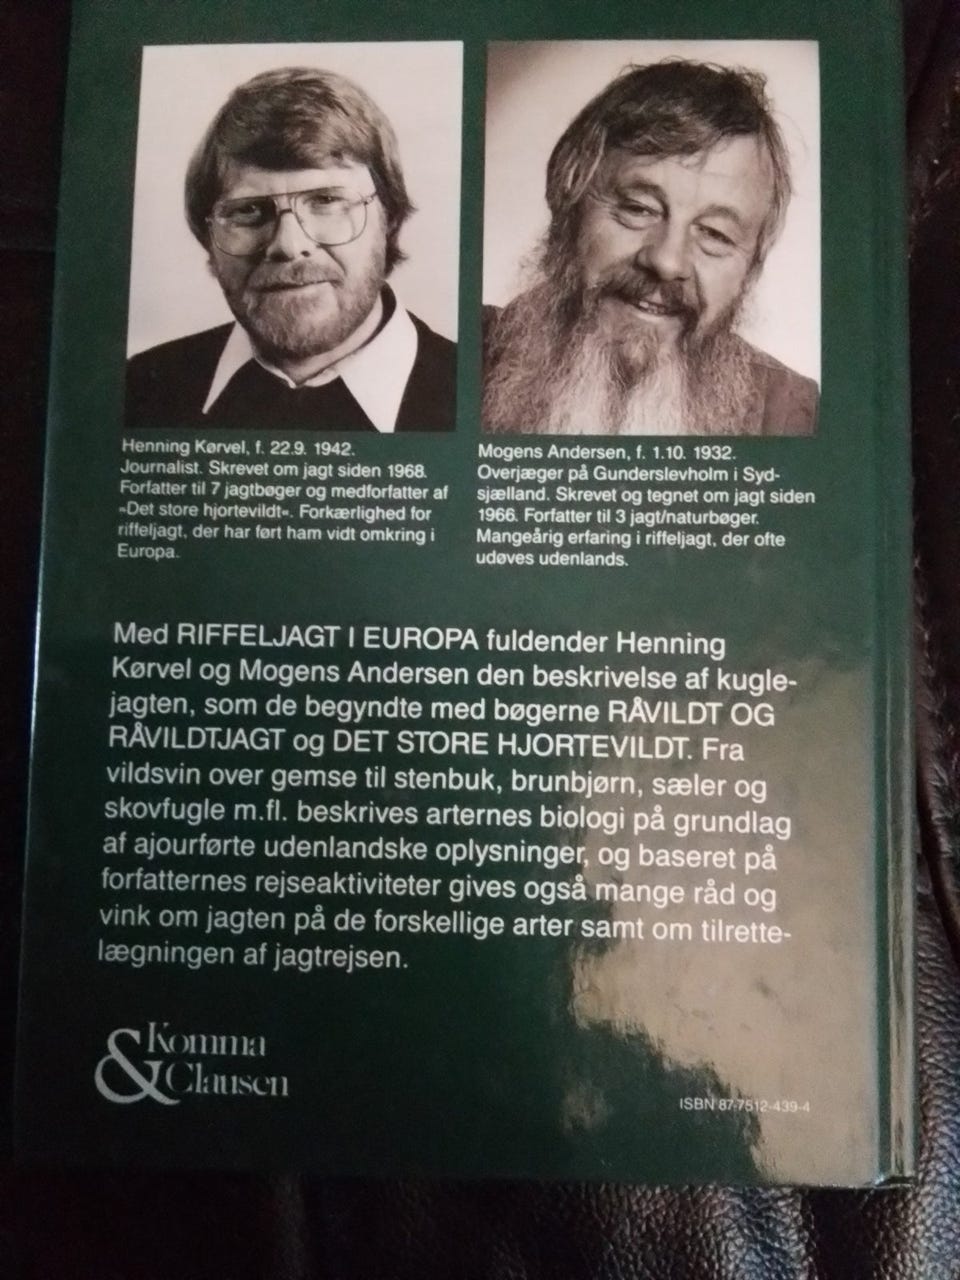 Henning Kørvel, f. 22.9. 1942.
Journalist. Skrevet om jagt siden 1968.
Forfatter til 7 jagtbøger og medforfatter af
»Det store hjortevildt«. Forkærlighed for
riffeljagt, der har ført ham vidt omkring i
Europa.
Mogens Andersen, f. 1.10. 1932.
Overjæger på Gunderslevholm i Syd-
sjælland. Skrevet og tegnet om jagt siden
1966. Forfatter til 3 jagt/naturbøger.
Mangeårig erfaring i riffeljagt, der ofte
udøves udenlands.
Med RIFFELJAGT I EUROPA fuldender Henning
Kørvel og Mogens Andersen den beskrivelse af kugle-
jagten, som de begyndte med bøgerne RÅVILDT OG
RÅVILDTJAGT og DET STORE HJORTEVILDT. Fra
vildsvin over gemse til stenbuk, brunbjørn, sæler og
skovfugle m.fl. beskrives arternes biologi på grundlag
af ajourførte udenlandske oplysninger, og baseret på
forfatternes rejseaktiviteter gives også mange råd og
vink om jagten på de forskellige arter samt om tilrette-
lægningen af jagtrejsen.
Komma
& Clausen
ISBN 87-7512-439-4